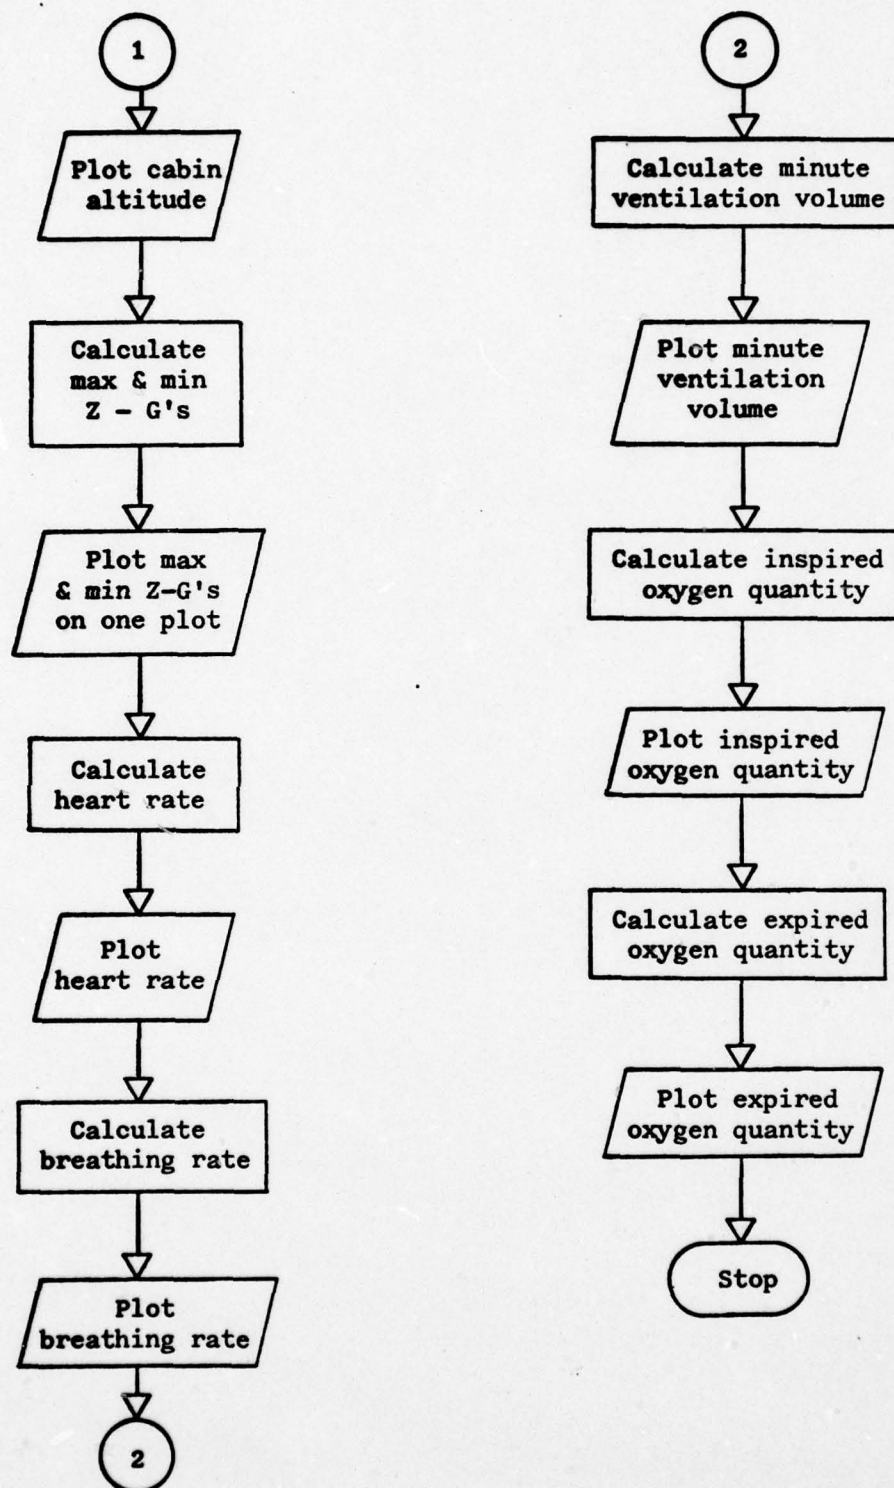 1
Plot cabin
altitude
Calculate
max & min
Z - G's
Plot max
& min Z-G's
on one plot
Calculate
heart rate
Plot
heart rate
Calculate
breathing rate
Plot
breathing rate
2
2
Calculate minute
ventilation volume
Plot minute
ventilation
volume
Calculate inspired
oxygen quantity
Plot inspired
oxygen quantity
Calculate expired
oxygen quantity
Plot expired
oxygen quantity
Stop